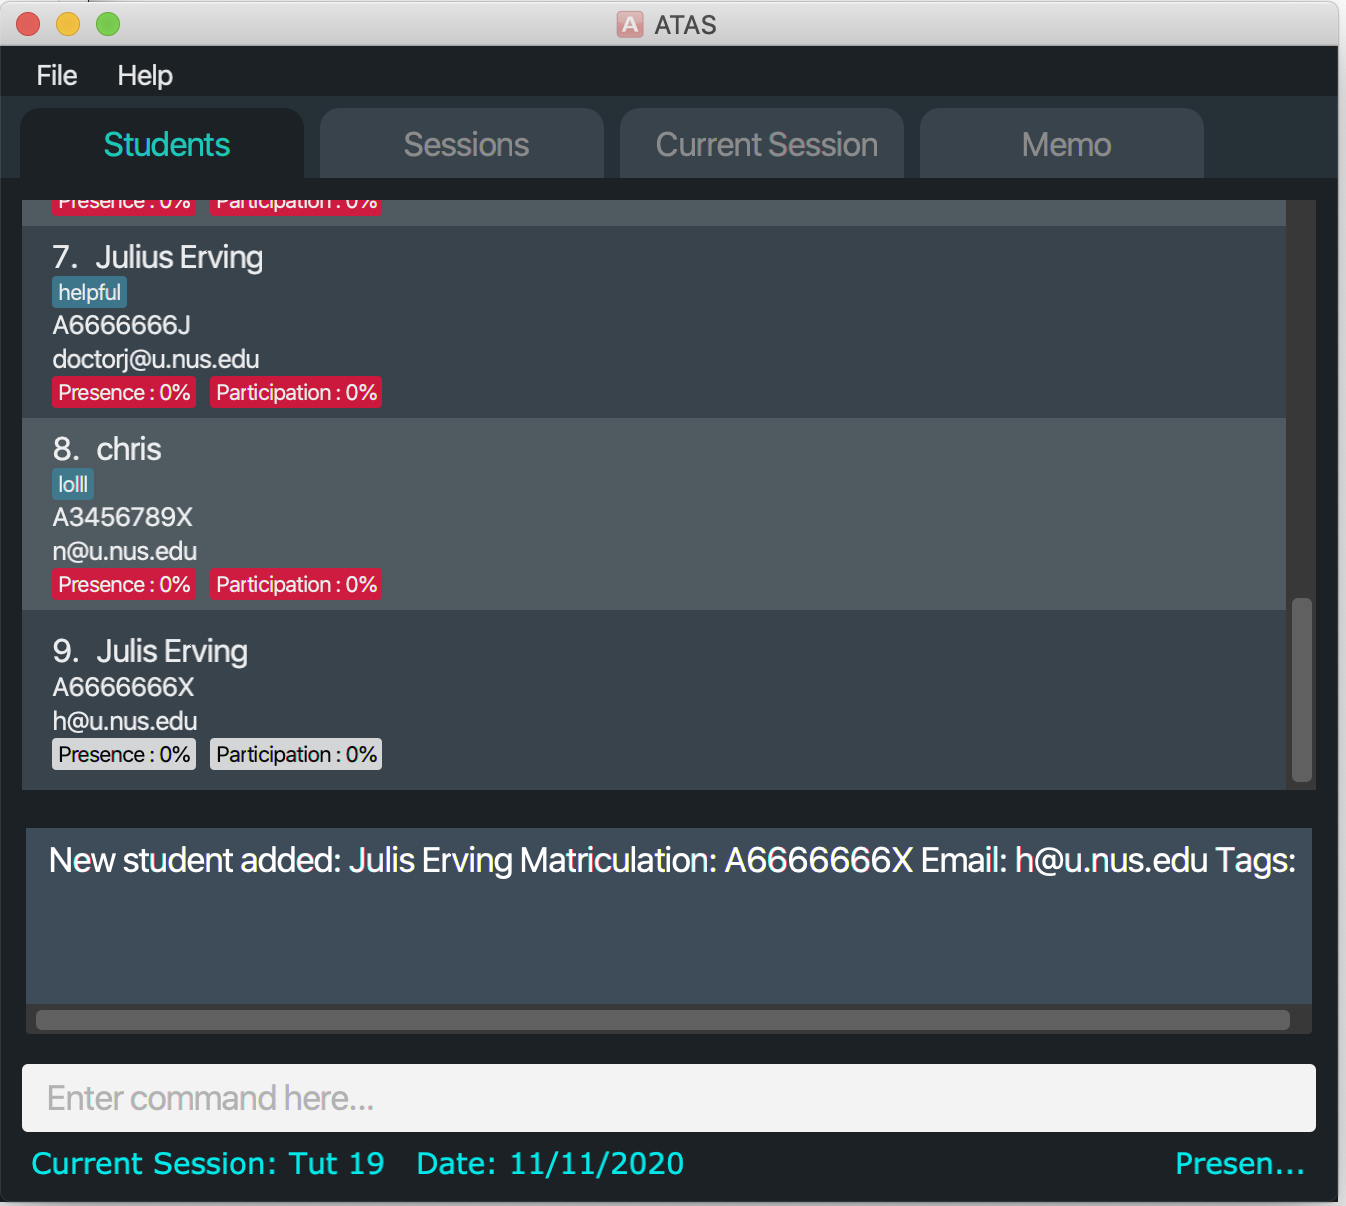 A ATAS
File Help
Students Sessions Current Session Memo
Presence : 0% Participation : 0%
7. Julius Erving
helpful
A6666666J
doctorj@u.nus.edu
Presence : 0% Participation : 0%
8. chris
lolll
A3456789X
n@u.nus.edu
Presence : 0% Participation : 0%
9. Julis Erving
A6666666X
h@u.nus.edu
Presence : 0% Participation : 0%
New student added: Julis Erving Matriculation: A6666666X Email: h@u.nus.edu Tags:
Enter command here...
Current Session: Tut 19 Date: 11/11/2020 Presen...